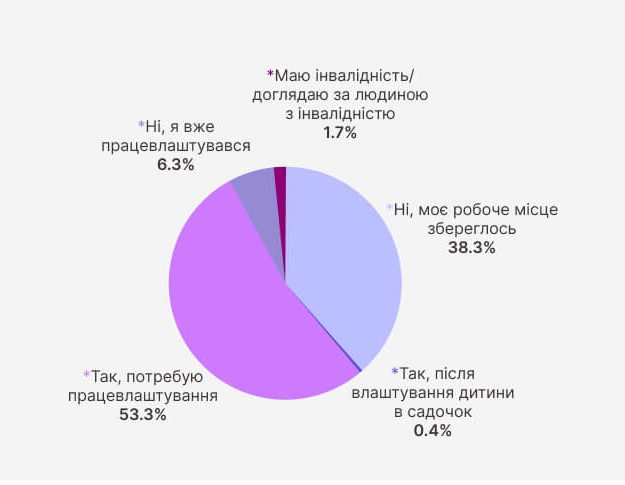 *Маю інвалідність/
доглядаю за людиною
з інвалідністю
1.7%
*Ні, я вже
працевлаштувався
6.3%
*Ні, моє робоче місце
збереглось
38.3%
*Так, потребую
працевлаштування
53.3%
*Так, після
влаштування дитини
в садочок
0.4%